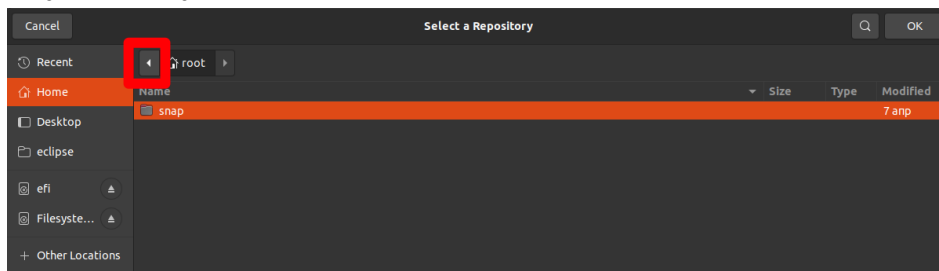 Cancel
Select a Repository
OK
Recent
root
Home
Name
Size
Type
Modified
snap
7 апр
Desktop
eclipse
efi
Filesyste...
Other Locations